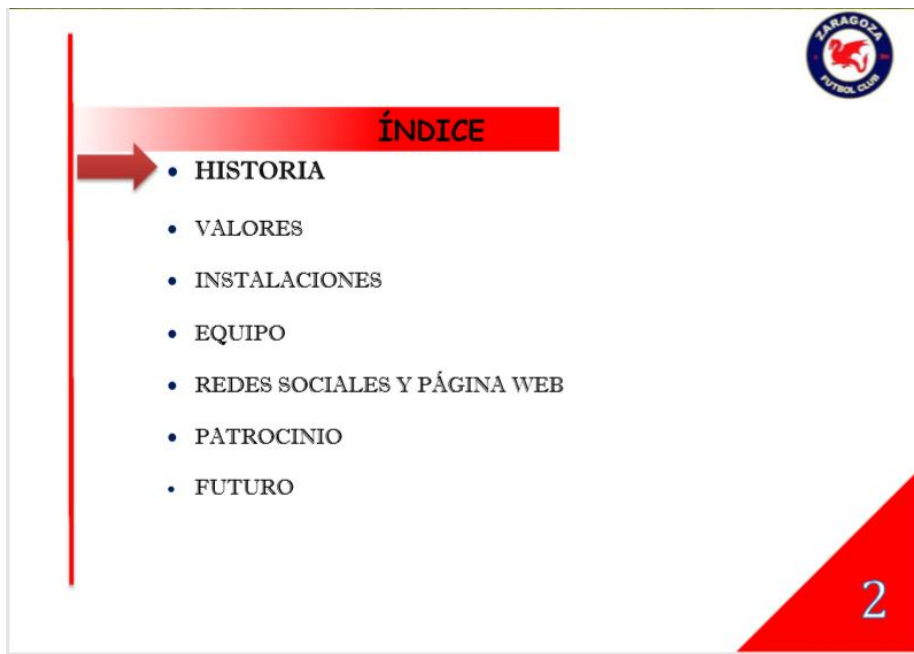 ZARAGOZA
FUTBOL CLUB
ÍNDICE
• HISTORIA
• VALORES
• INSTALACIONES
• EQUIPO
• REDES SOCIALES Y PÁGINA WEB
• PATROCINIO
• FUTURO
2